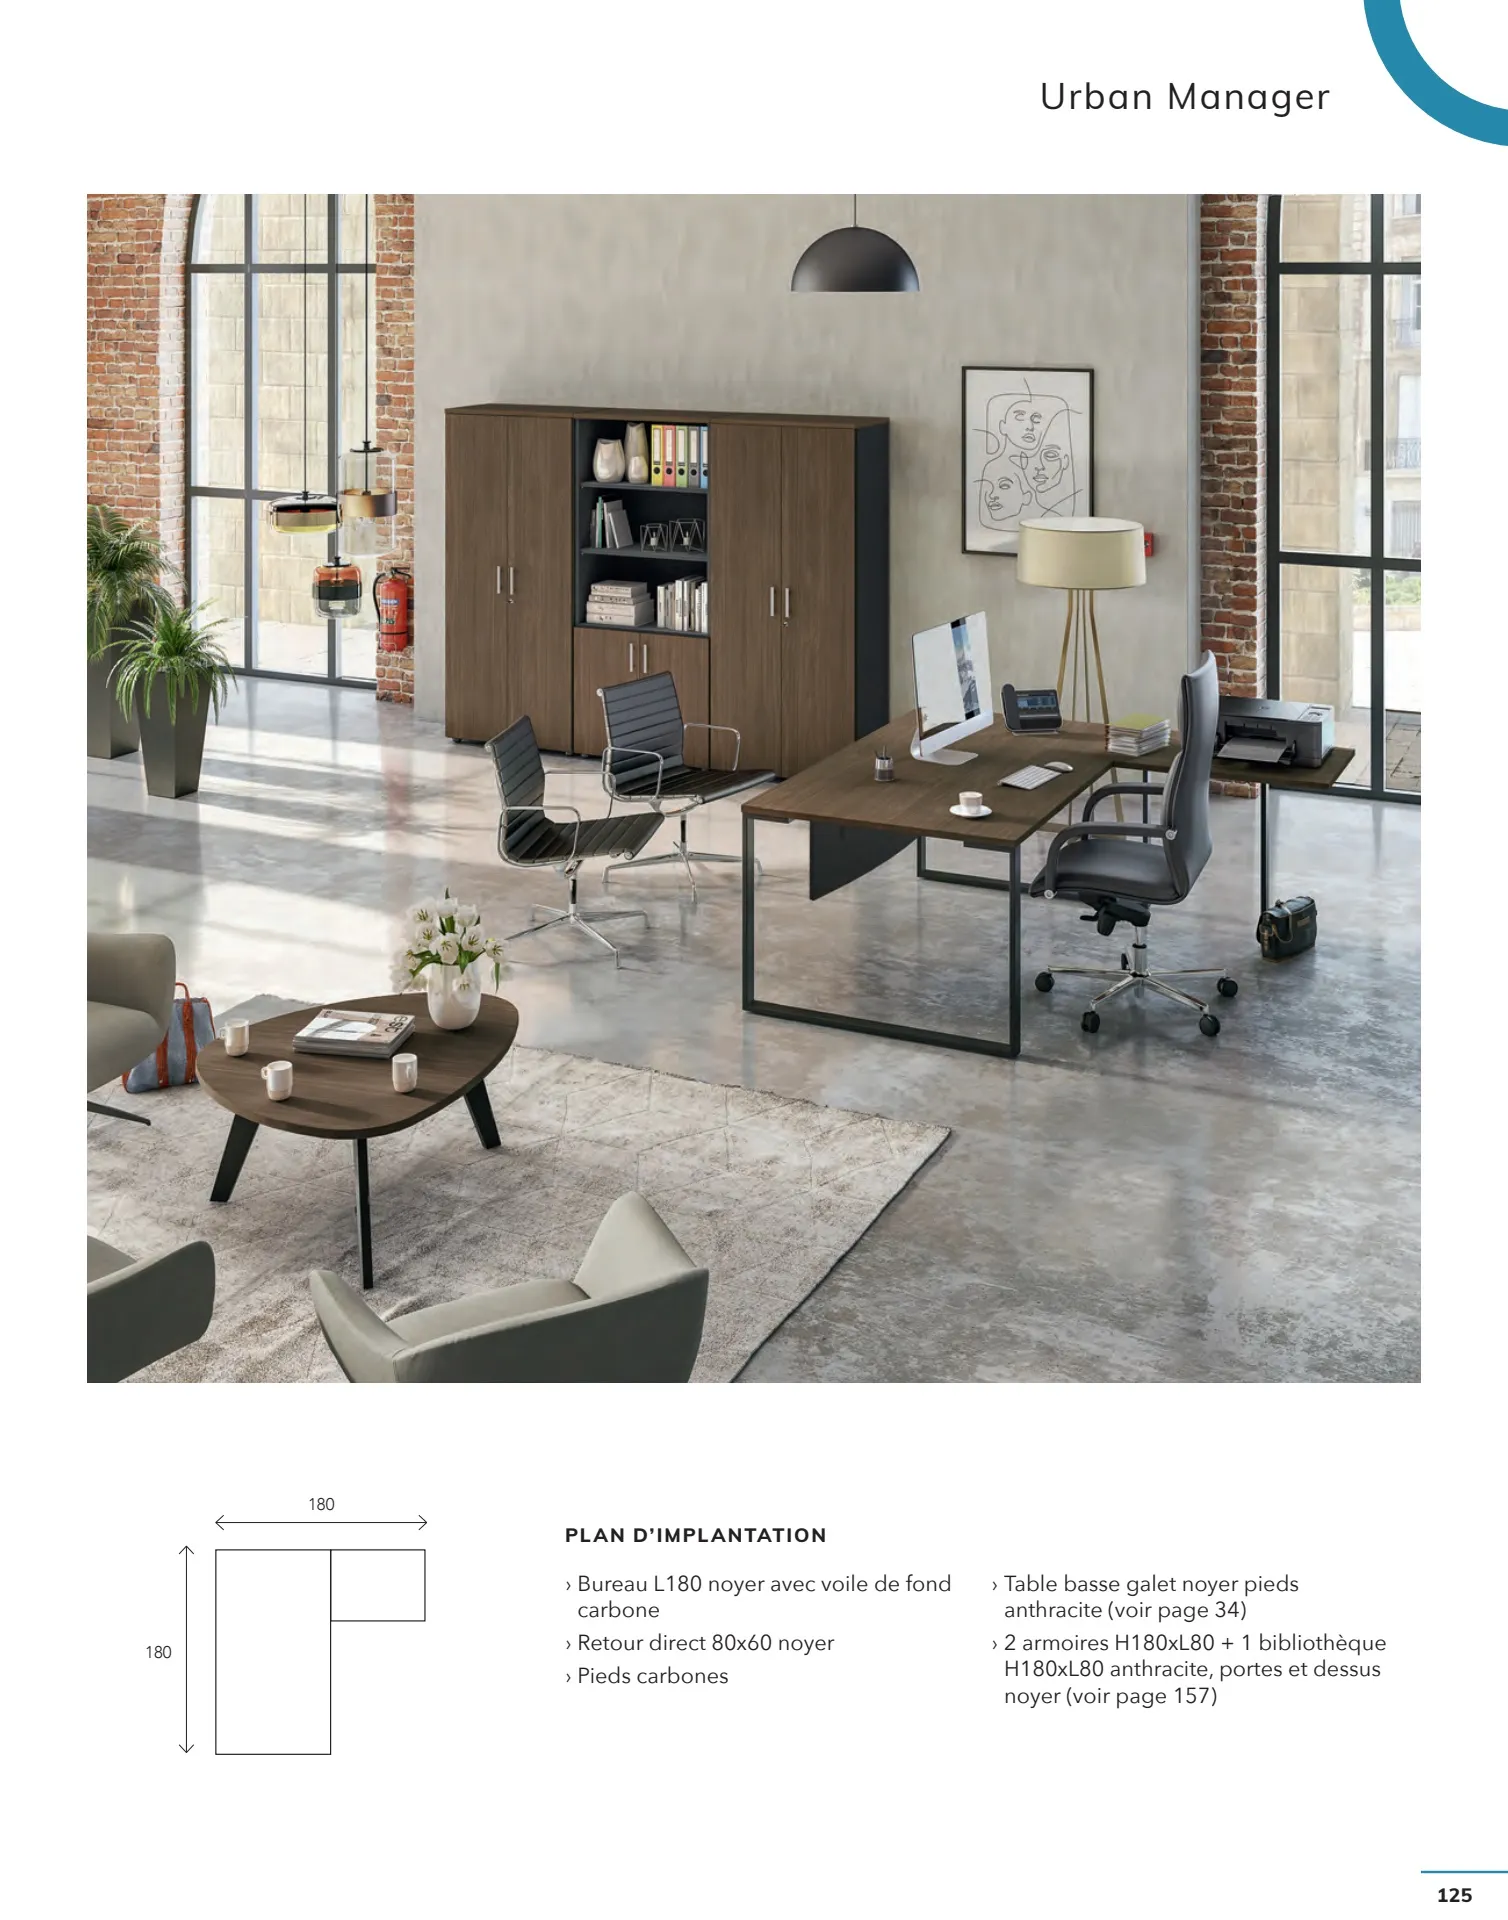 Urban Manager
180
180
PLAN D'IMPLANTATION
› Bureau L180 noyer avec voile de fond
carbone
› Retour direct 80x60 noyer
› Pieds carbones
› Table basse galet noyer pieds
anthracite (voir page 34)
› 2 armoires H180xL80 + 1 bibliothèque
H180xL80 anthracite, portes et dessus
noyer (voir page 157)
125